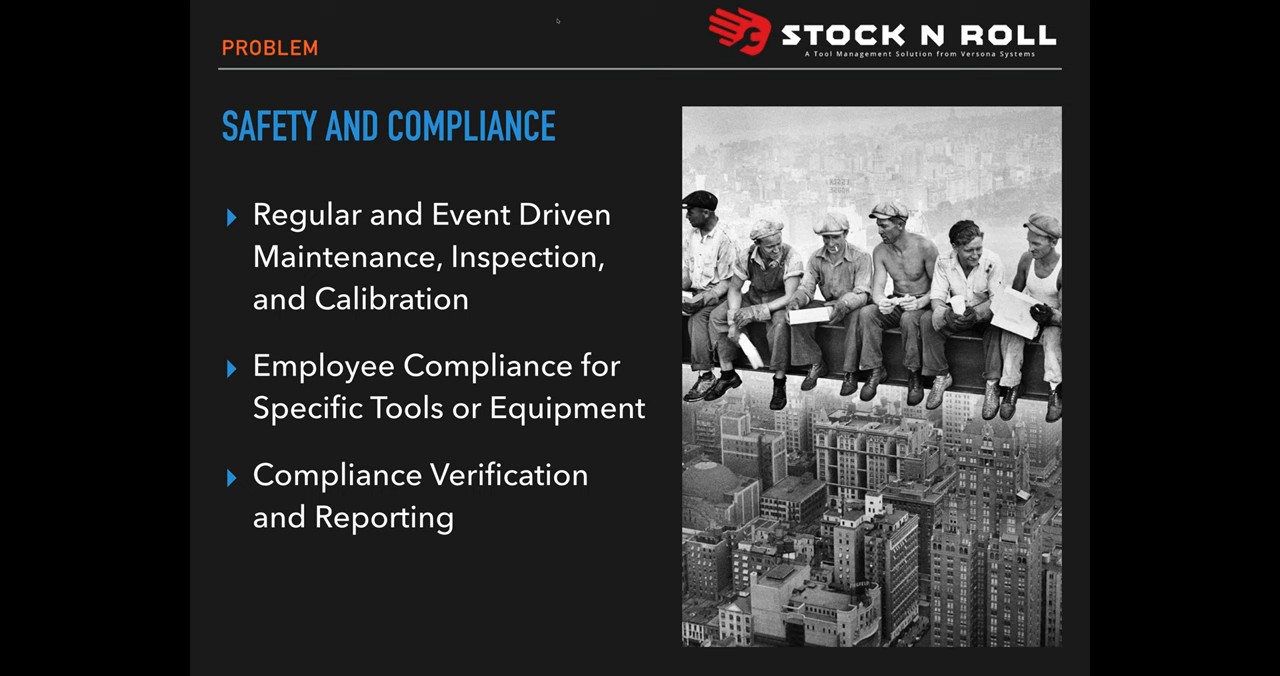 PROBLEM
STOCK N ROLL
A Tool Management Solution from Versona Systems
SAFETY AND COMPLIANCE
Regular and Event Driven
Maintenance, Inspection,
and Calibration
Employee Compliance for
Specific Tools or Equipment
Compliance Verification
and Reporting